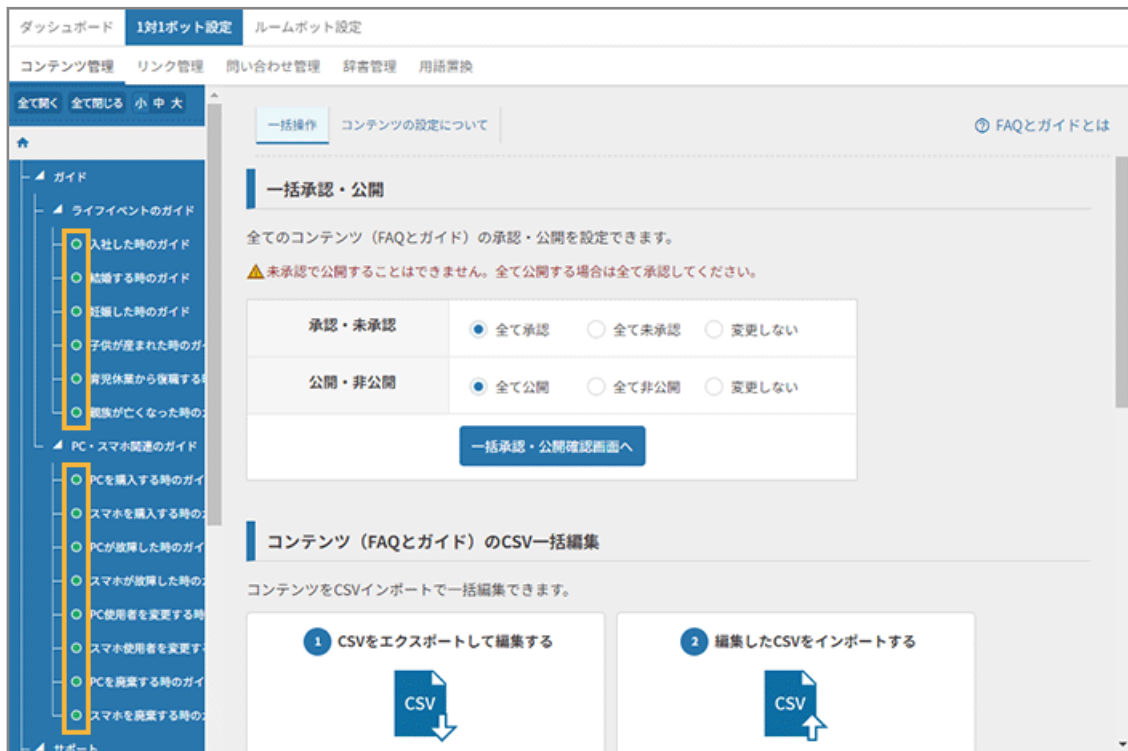 ダッシュボード 1対1ボット設定 ルームボット設定
コンテンツ管理 リンク管理 問い合わせ管理 辞書管理 用語置換
全て開く 全て閉じる 小 中 大
一括操作 コンテンツの設定について
FAQとガイドとは
ガイド
ライフイベントのガイド
入社した時のガイド
結婚する時のガイド
妊娠した時のガイド
子供が産まれた時のガ
育児休業から復職する
親族が亡くなった時の
PC・スマホ関連のガイド
PCを購入する時のガイ
スマホを購入する時の
PCが故障した時のガイ
スマホが故障した時の
PC使用者を変更する時
スマホ使用者を変更す
PCを廃棄する時のガイ
スマホを廃棄する時の
サポート
一括承認・公開
全てのコンテンツ（FAQとガイド）の承認・公開を設定できます。
未承認で公開することはできません。全て公開する場合は全て承認してください。
承認・未承認 全て承認 全て未承認 変更しない
公開・非公開 全て公開 全て非公開 変更しない
一括承認・公開確認画面へ
コンテンツ（FAQとガイド）のCSV一括編集
コンテンツをCSVインポートで一括編集できます。
1 CSVをエクスポートして編集する
CSV
2 編集したCSVをインポートする
CSV